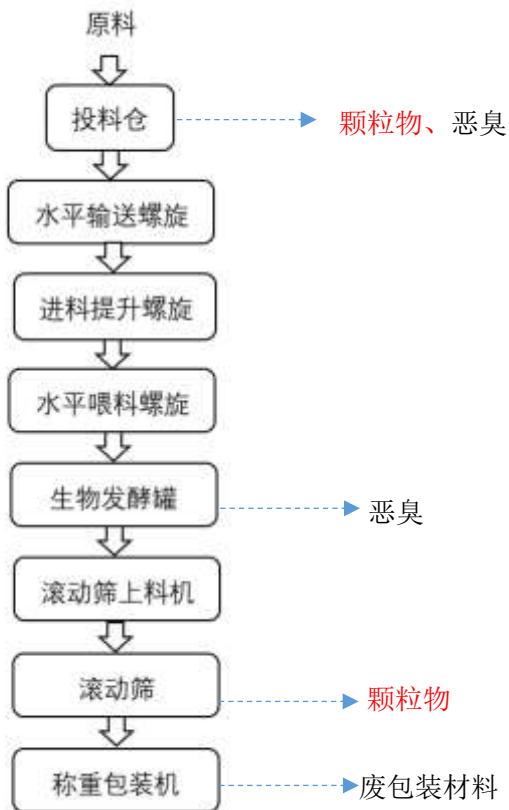 原料
投料仓
颗粒物、恶臭
水平输送螺旋
进料提升螺旋
水平喂料螺旋
生物发酵罐
恶臭
滚动筛上料机
滚动筛
颗粒物
称重包装机
废包装材料